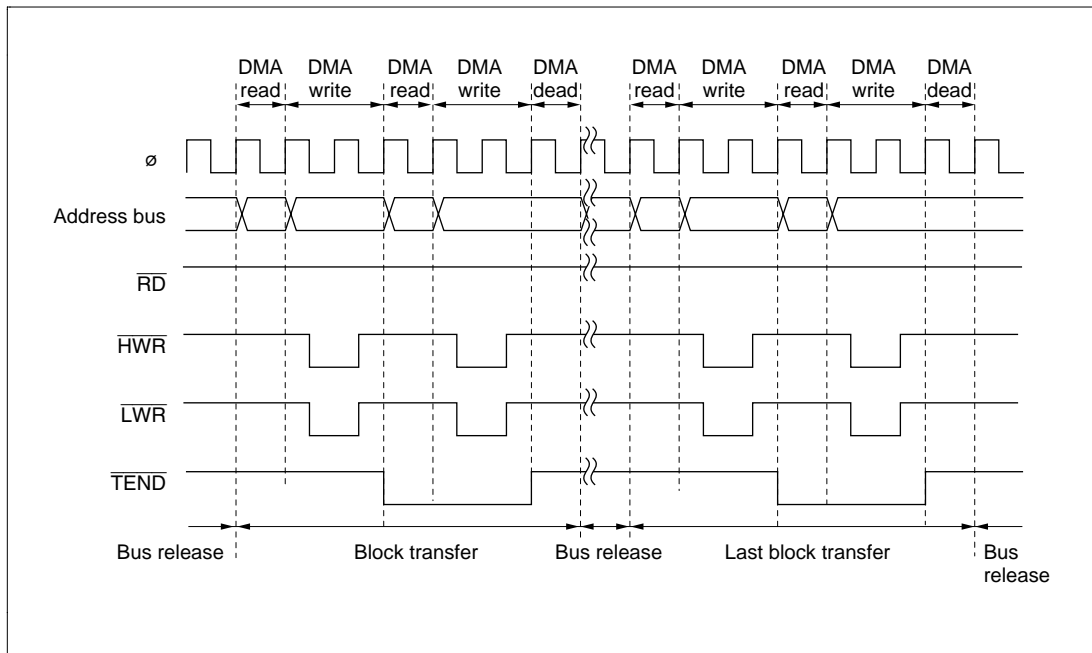 DMA DMA DMA DMA DMA DMA DMA DMA DMA DMA
read write read write dead read write read write dead
ø
Address bus
RD
HWR
LWR
TEND
Bus release Block transfer Bus release Last block transfer Bus
release